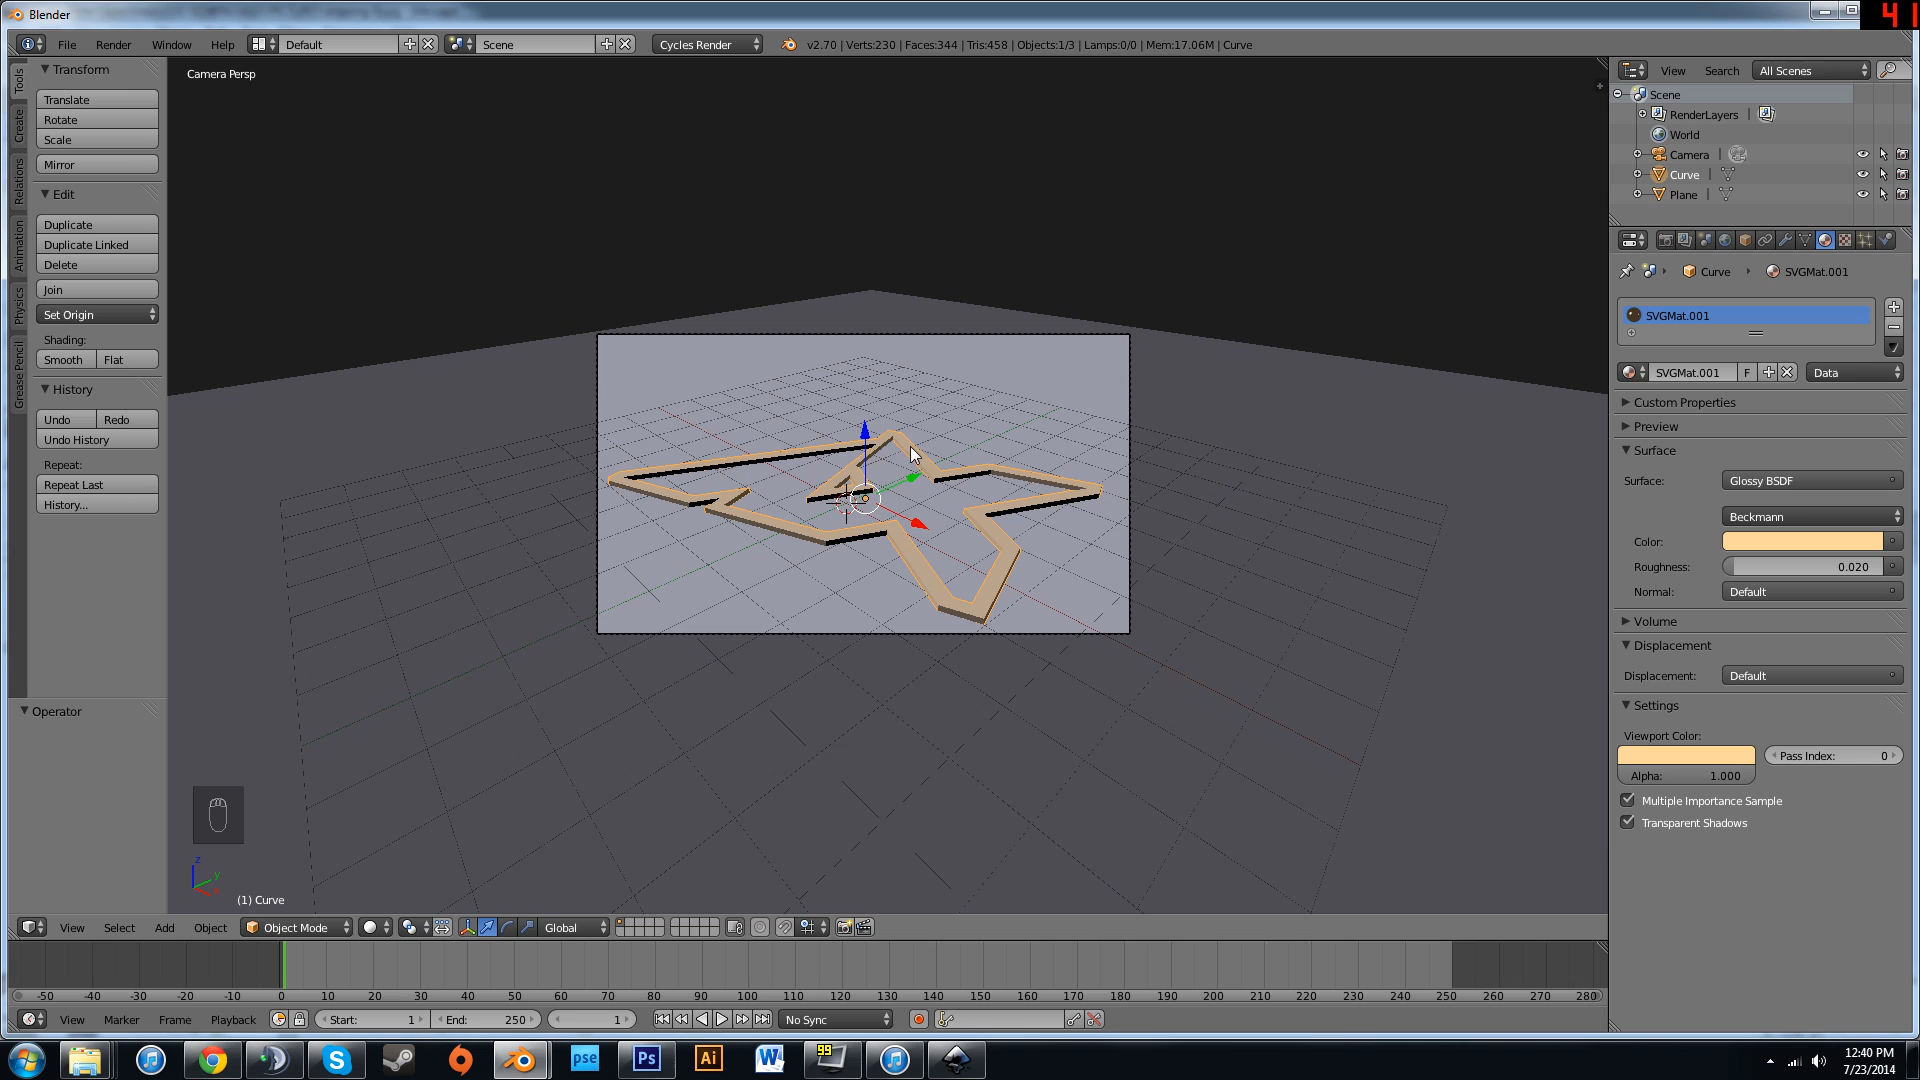 Blender
41
File Render Window Help Default Scene Cycles Render v2.70 | Verts:230 | Faces:344 | Tris:458 | Objects:1/3 | Lamps:0/0 | Mem:17.06M | Curve
Tools
Create
Relations
Animation
Physics
Grease Pencil
Transform
Translate
Rotate
Scale
Mirror
Edit
Duplicate
Duplicate Linked
Delete
Join
Set Origin
Shading:
Smooth Flat
History
Undo Redo
Undo History
Repeat:
Repeat Last
History...
Operator
Camera Persp
z
y
x
(1) Curve
View Search All Scenes
Scene
RenderLayers |
World
Camera |
Curve |
Plane |
Curve SVGMat.001
SVGMat.001
SVGMat.001 F Data
Custom Properties
Preview
Surface
Surface: Glossy BSDF
Beckmann
Color:
Roughness: 0.020
Normal: Default
Volume
Displacement
Displacement: Default
Settings
Viewport Color:
Pass Index: 0
Alpha: 1.000
Multiple Importance Sample
Transparent Shadows
View Select Add Object Object Mode Global
-50 -40 -30 -20 -10 0 10 20 30 40 50 60 70 80 90 100 110 120 130 140 150 160 170 180 190 200 210 220 230 240 250 260 270 280
View Marker Frame Playback Start: 1 End: 250 1 No Sync
pse Ps Ai W 99
12:40 PM
7/23/2014